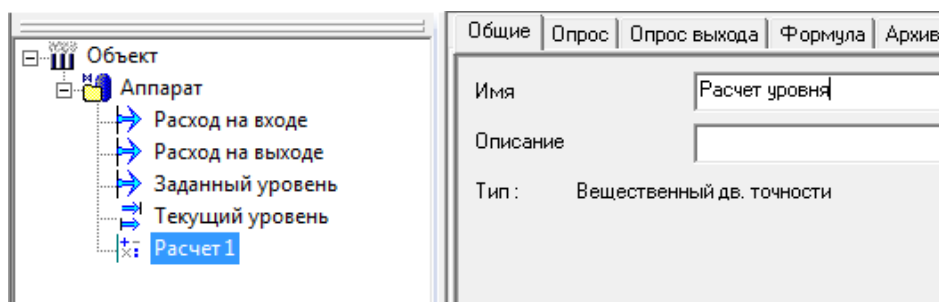 Объект
Аппарат
Расход на входе
Расход на выходе
Заданный уровень
Текущий уровень
Расчет 1
Общие Опрос Опрос выхода Формула Архив
Имя Расчет уровня
Описание
Тип : Вещественный дв. точности